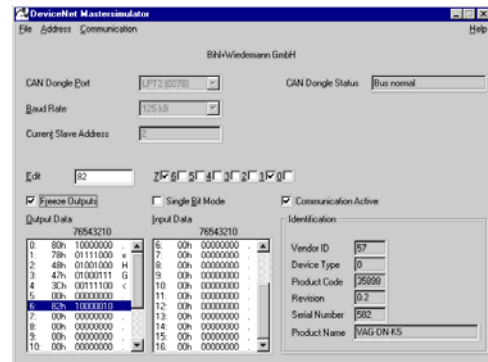 DeviceNet Mastersimulator
File Address Communication Help
Bihl+Wiedemann GmbH
CAN Dongle Port LPT2 (0278) CAN Dongle Status Bus normal
Baud Rate 125 kB
Current Slave Address 2
Edit 82 7 6 5 4 3 2 1 0
Freeze Outputs Single Bit Mode Communication Active
Output Data Input Data Identification
76543210 76543210
0: 80h 10000000 . 6: 00h 00000000 .
1: 78h 01111000 x 7: 00h 00000000 .
2: 48h 01001000 H 8: 00h 00000000 .
3: 47h 01000111 G 9: 00h 00000000 .
4: 3Ch 00111100 < 10: 00h 00000000 .
5: 00h 00000000 . 11: 00h 00000000 .
6: 82h 10000010 . 12: 00h 00000000 .
7: 00h 00000000 . 13: 00h 00000000 .
8: 00h 00000000 . 14: 00h 00000000 .
9: 00h 00000000 . 15: 00h 00000000 .
10: 00h 00000000 . 16: 00h 00000000 .
Vendor ID 57
Device Type 0
Product Code
Revision 0.2
Serial Number 582
Product Name VAG-DN-K5